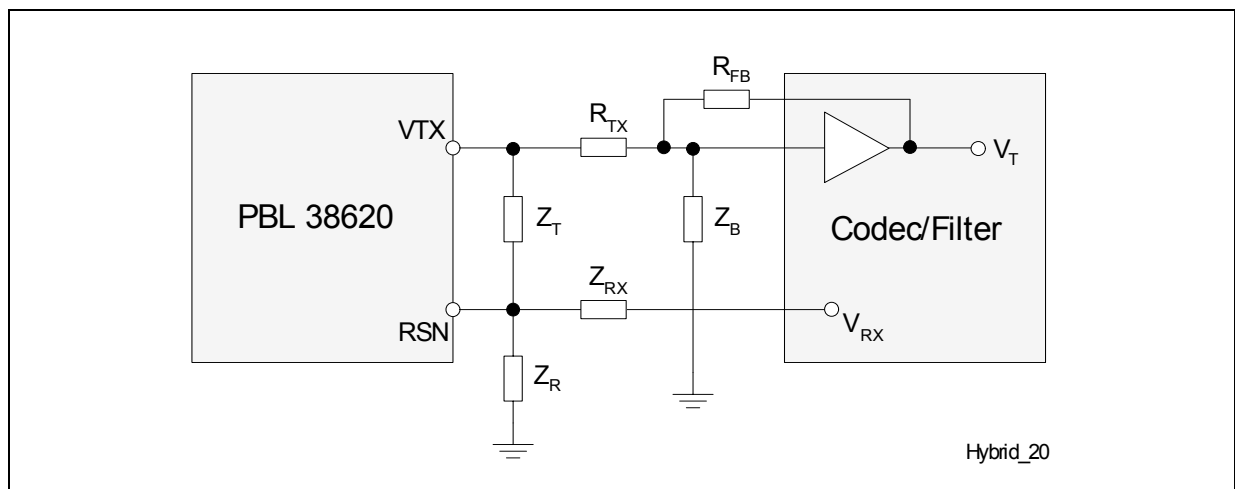 R_FB
R_TX
VTX
V_T
PBL 38620
Z_T
Z_B
Codec/Filter
Z_RX
RSN
V_RX
Z_R
Hybrid_20